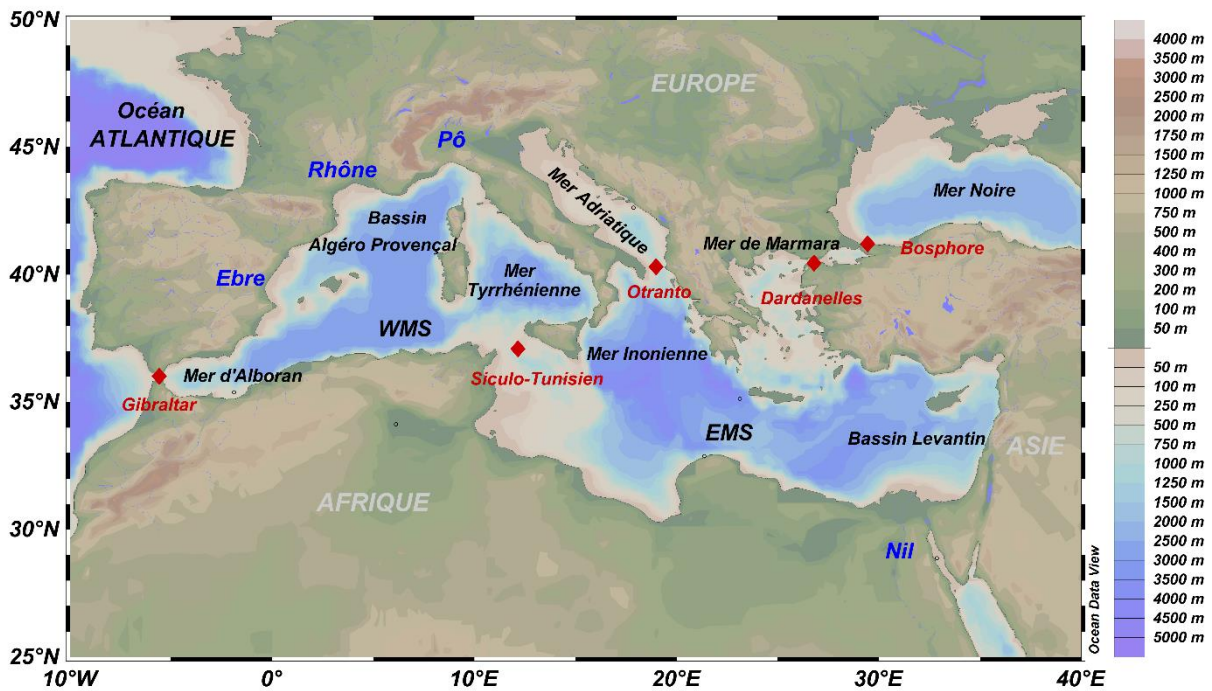 50°N
45°N
40°N
35°N
30°N
25°N
10°W
0°
10°E
20°E
30°E
40°E
Océan
ATLANTIQUE
EUROPE
Pô
Rhône
Mer Adriatique
Mer Noire
Bassin
Algéro Provençal
Mer de Marmara
Bosphore
Ebre
Mer
Tyrrhénienne
Otranto
Dardanelles
WMS
Mer Inonienne
Mer d'Alboran
Siculo-Tunisien
Gibraltar
EMS
Bassin Levantin
ASIE
AFRIQUE
Nil
Ocean Data View
4000 m
3500 m
3000 m
2500 m
2000 m
1750 m
1500 m
1250 m
1000 m
750 m
500 m
400 m
300 m
200 m
100 m
50 m
50 m
100 m
250 m
500 m
750 m
1000 m
1250 m
1500 m
2000 m
2500 m
3000 m
3500 m
4000 m
4500 m
5000 m